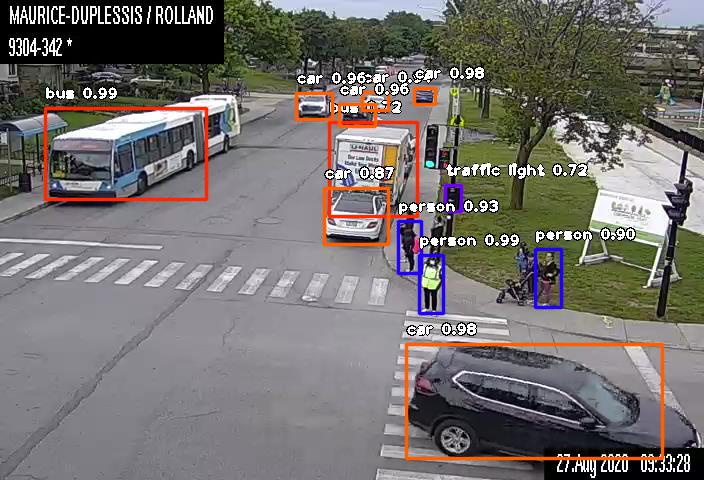 MAURICE-DUPLESSIS / ROLLAND
9304-342 *
car 0.96
car 0.98
car 0.96
bus 0.99
U-HAUL
car 0.87
traffic light 0.72
person 0.93
person 0.99
person 0.90
car 0.98
27.Aug 2020 09:33:28